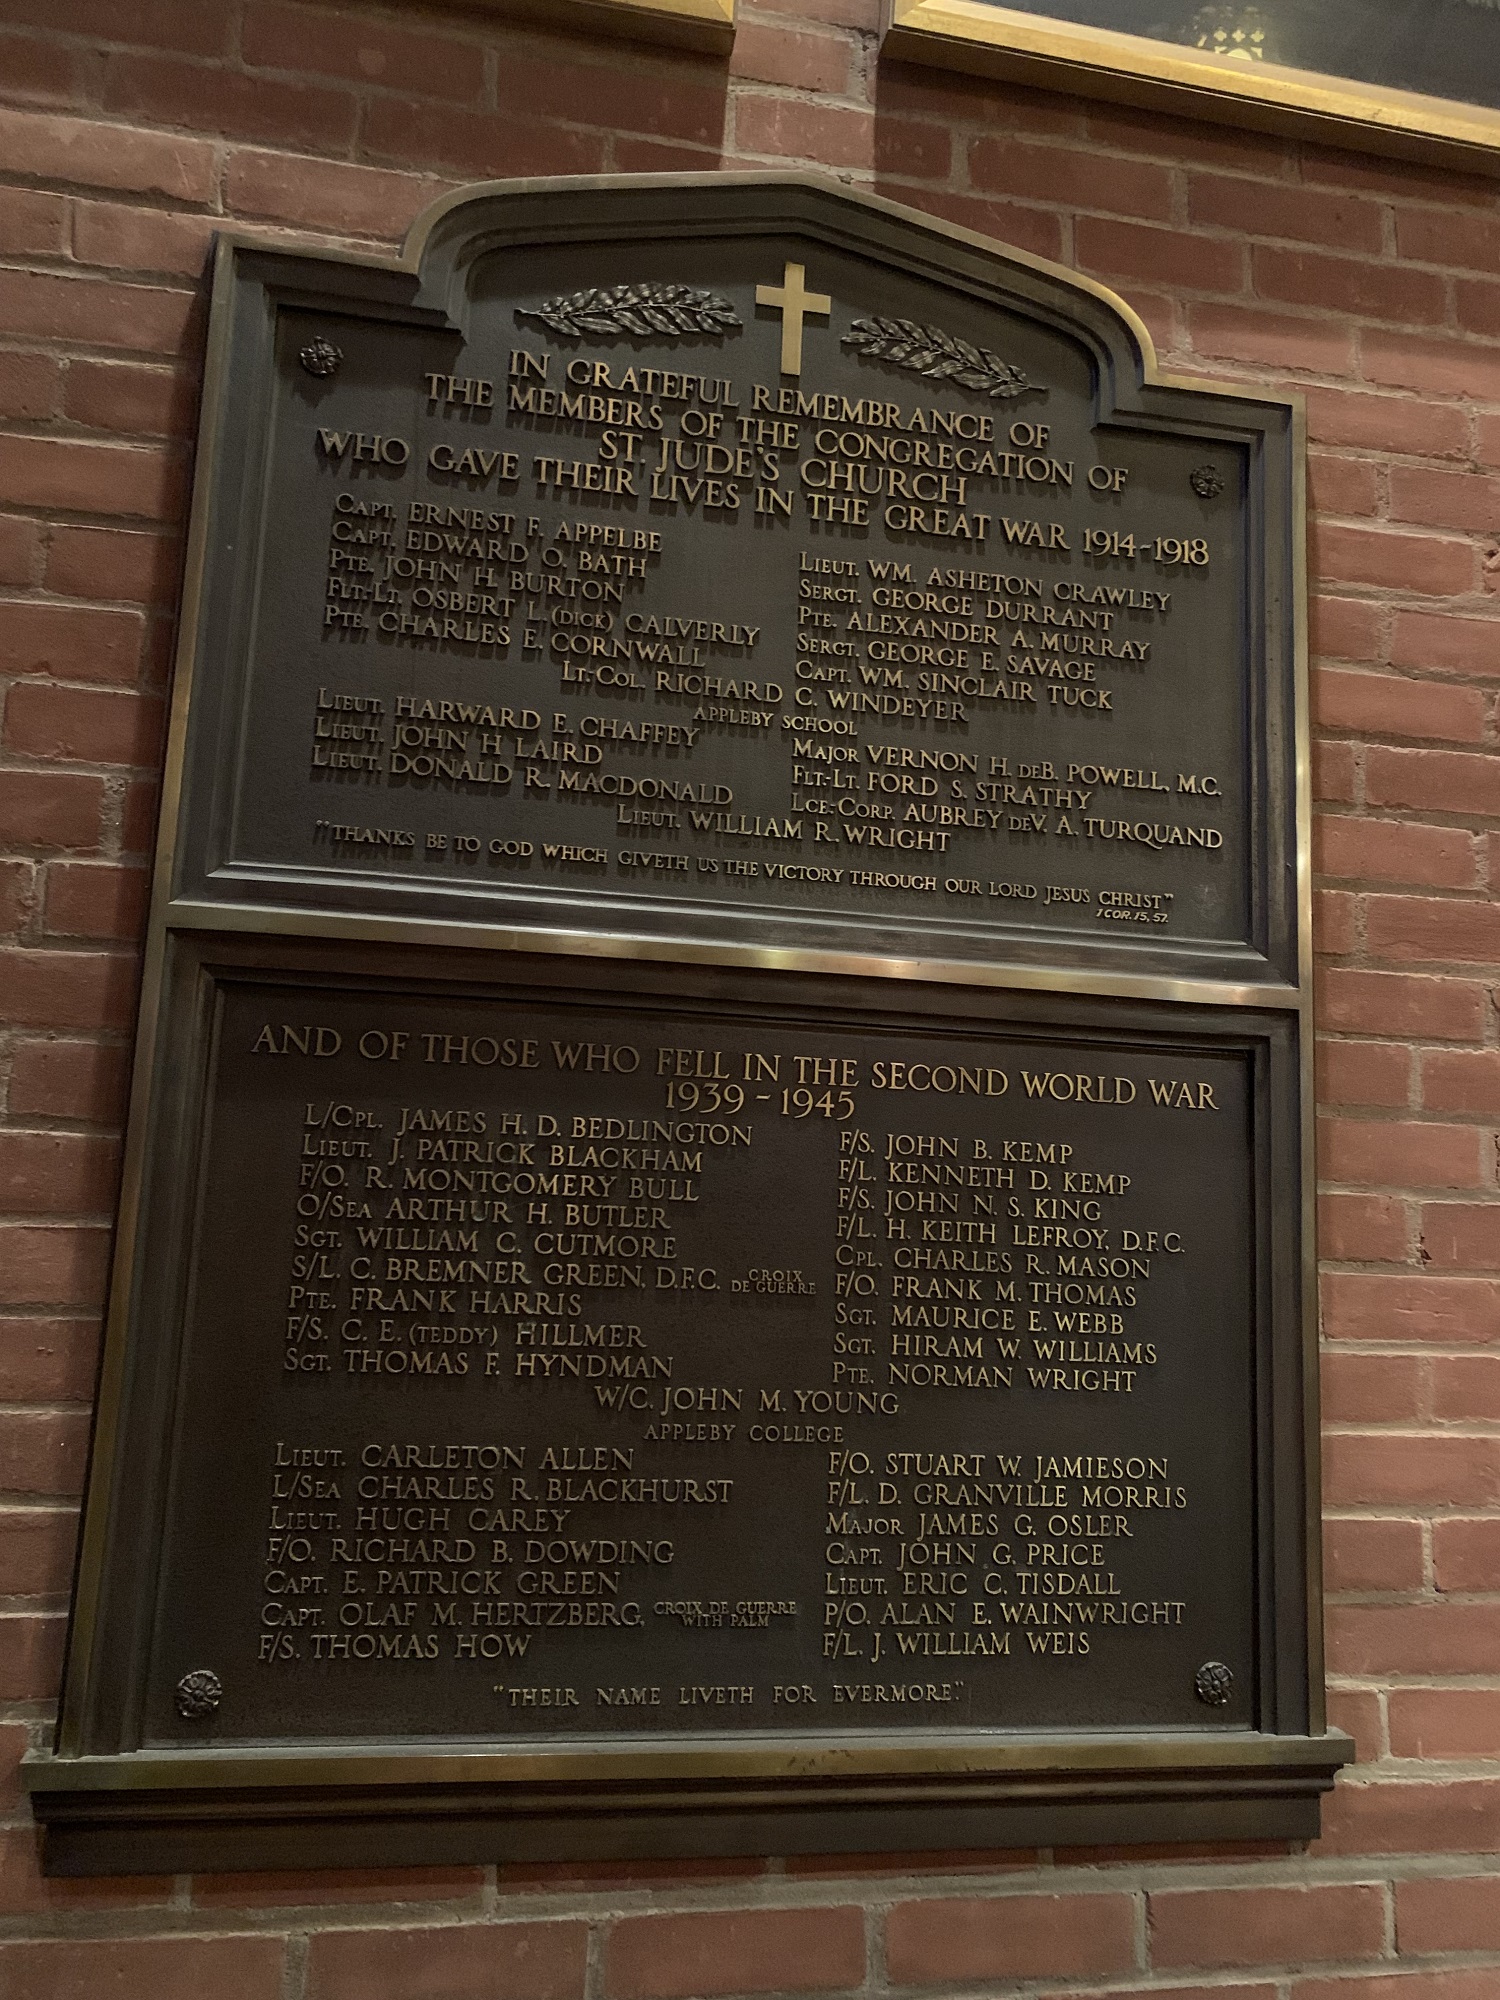 IN GRATEFUL REMEMBRANCE OF
THE MEMBERS OF THE CONGREGATION OF
ST. JUDE'S CHURCH
WHO GAVE THEIR LIVES IN THE GREAT WAR 1914-1918
CAPT. ERNEST F. APPELBE
CAPT. EDWARD O. BATH
PTE. JOHN H. BURTON
FLT-LT. OSBERT L. (DICK) CALVERLY
PTE. CHARLES E. CORNWALL
LIEUT. WM. ASHETON CRAWLEY
SERGT. GEORGE DURRANT
PTE. ALEXANDER A. MURRAY
SERGT. GEORGE E. SAVAGE
CAPT. WM. SINCLAIR TUCK
LT.-COL. RICHARD C. WINDEYER
APPLEBY SCHOOL
LIEUT. HARWARD E. CHAFFEY
LIEUT. JOHN H LAIRD
LIEUT. DONALD R. MACDONALD
MAJOR VERNON H. DEB. POWELL, M.C.
FLT-LT. FORD S. STRATHY
LCE.-CORP. AUBREY DEV. A. TURQUAND
LIEUT. WILLIAM R. WRIGHT
"THANKS BE TO GOD WHICH GIVETH US THE VICTORY THROUGH OUR LORD JESUS CHRIST"
1 COR. 15, 57.
AND OF THOSE WHO FELL IN THE SECOND WORLD WAR
1939 - 1945
L/CPL. JAMES H. D. BEDLINGTON
LIEUT. J. PATRICK BLACKHAM
F/O. R. MONTGOMERY BULL
O/SEA ARTHUR H. BUTLER
SGT. WILLIAM C. CUTMORE
S/L. C. BREMNER GREEN, D.F.C. CROIX DE GUERRE
PTE. FRANK HARRIS
F/S. C. E. (TEDDY) HILLMER
SGT. THOMAS F. HYNDMAN
F/S. JOHN B. KEMP
F/L. KENNETH D. KEMP
F/S. JOHN N. S. KING
F/L. H. KEITH LEFROY, D.F.C.
CPL. CHARLES R. MASON
F/O. FRANK M. THOMAS
SGT. MAURICE E. WEBB
SGT. HIRAM W. WILLIAMS
PTE. NORMAN WRIGHT
W/C. JOHN M. YOUNG
APPLEBY COLLEGE
LIEUT. CARLETON ALLEN
L/SEA CHARLES R. BLACKHURST
LIEUT. HUGH CAREY
F/O. RICHARD B. DOWDING
CAPT. E. PATRICK GREEN
CAPT. OLAF M. HERTZBERG, CROIX DE GUERRE WITH PALM
F/S. THOMAS HOW
F/O. STUART W. JAMIESON
F/L. D. GRANVILLE MORRIS
MAJOR JAMES G. OSLER
CAPT. JOHN G. PRICE
LIEUT. ERIC C. TISDALL
P/O. ALAN E. WAINWRIGHT
F/L. J. WILLIAM WEIS
"THEIR NAME LIVETH FOR EVERMORE."